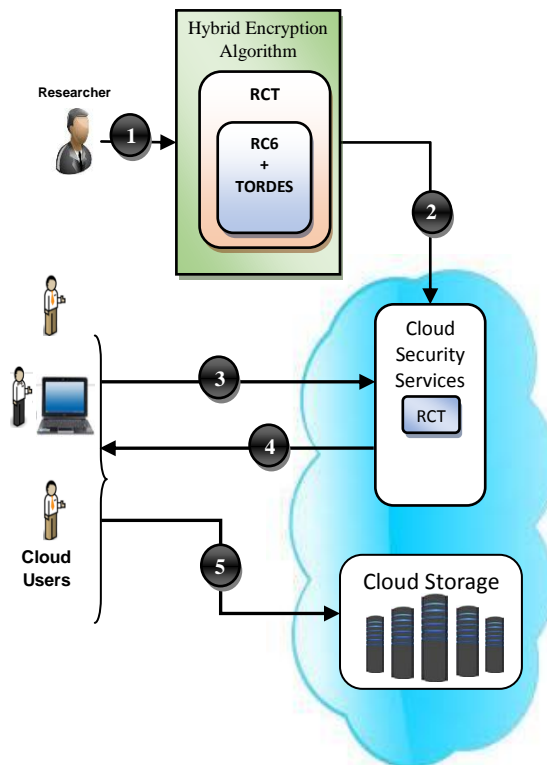 Hybrid Encryption
Algorithm
Researcher
RCT
1
RC6
+
TORDES
2
Cloud
Security
Services
3
RCT
4
Cloud
Users
5
Cloud Storage